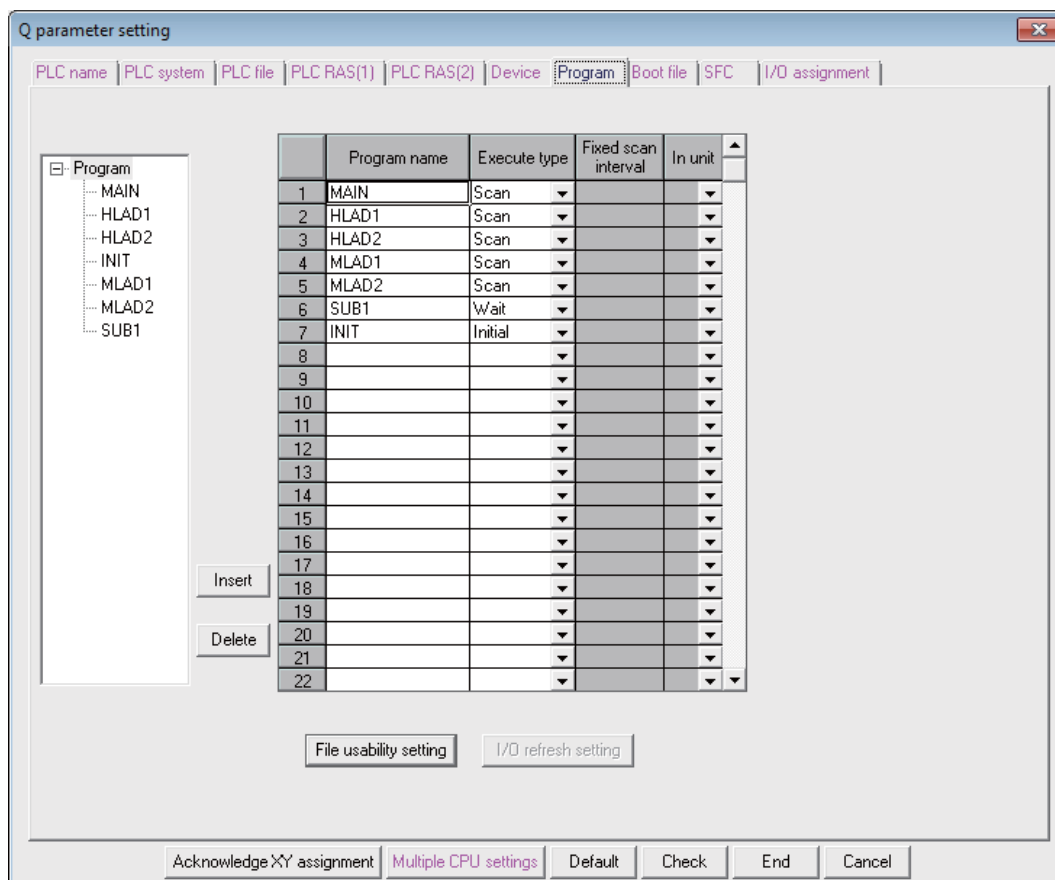 Q parameter setting
PLC name PLC system PLC file PLC RAS(1) PLC RAS(2) Device Program Boot file SFC I/O assignment
Program
MAIN
HLAD1
HLAD2
INIT
MLAD1
MLAD2
SUB1
Insert
Delete
Program name Execute type Fixed scan interval In unit
1 MAIN Scan
2 HLAD1 Scan
3 HLAD2 Scan
4 MLAD1 Scan
5 MLAD2 Scan
6 SUB1 Wait
7 INIT Initial
8
9
10
11
12
13
14
15
16
17
18
19
20
21
22
File usability setting I/O refresh setting
Acknowledge XY assignment Multiple CPU settings Default Check End Cancel